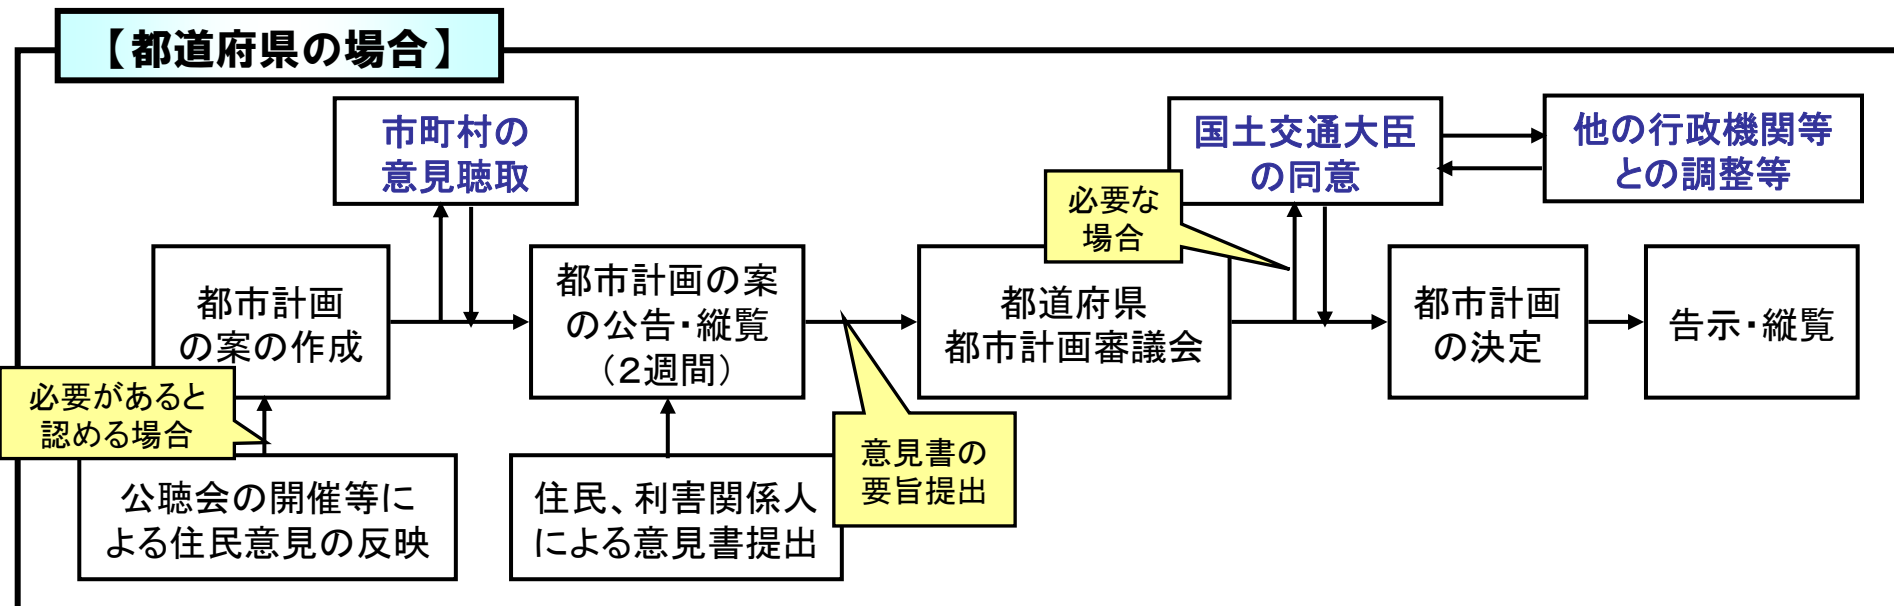 【都道府県の場合】
市町村の
意見聴取
国土交通大臣
の同意
他の行政機関等
との調整等
必要な
場合
都市計画
の案の作成
都市計画の案
の公告・縦覧
（２週間）
都道府県
都市計画審議会
都市計画
の決定
告示・縦覧
必要があると
認める場合
意見書の
要旨提出
公聴会の開催等に
よる住民意見の反映
住民、利害関係人
による意見書提出